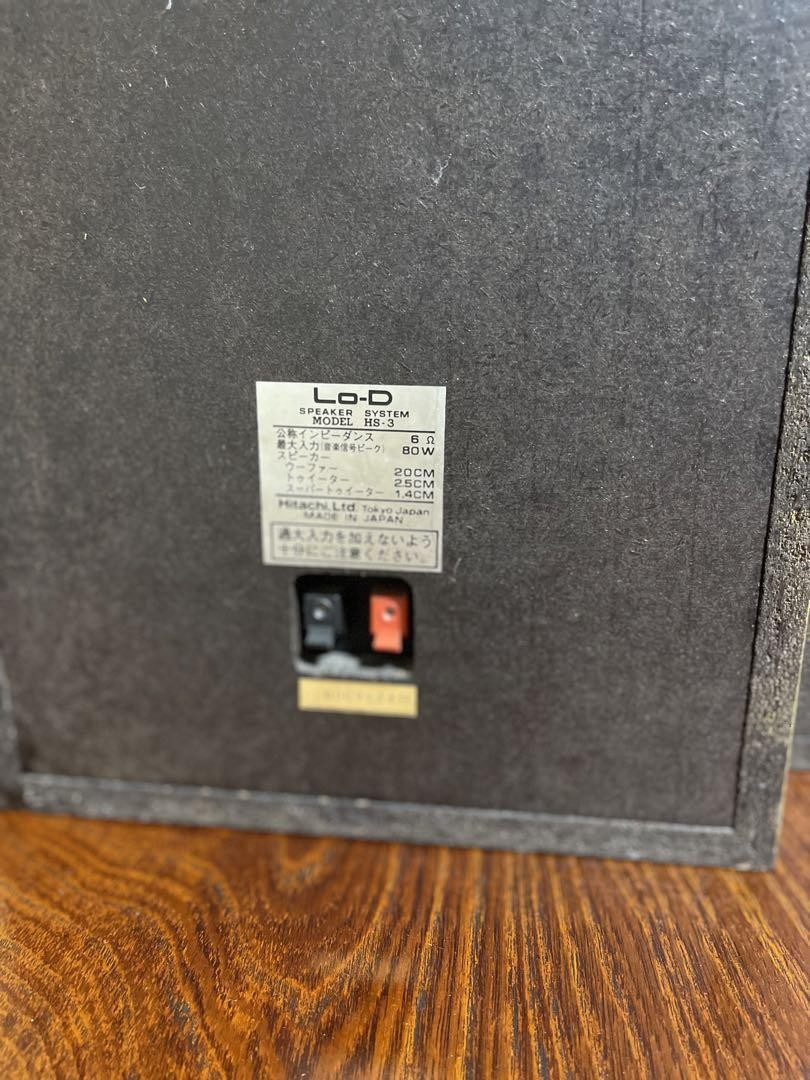 Lo-D
SPEAKER SYSTEM
MODEL HS-3
公称インピーダンス 6Ω
最大入力(音楽信号ピーク) 80W
スピーカー
ウーファー 20CM
トゥイーター 2.5CM
スーパートゥイーター 1.4CM
Hitachi, Ltd. Tokyo Japan
MADE IN JAPAN
過大入力を加えないよう
十分にご注意ください。